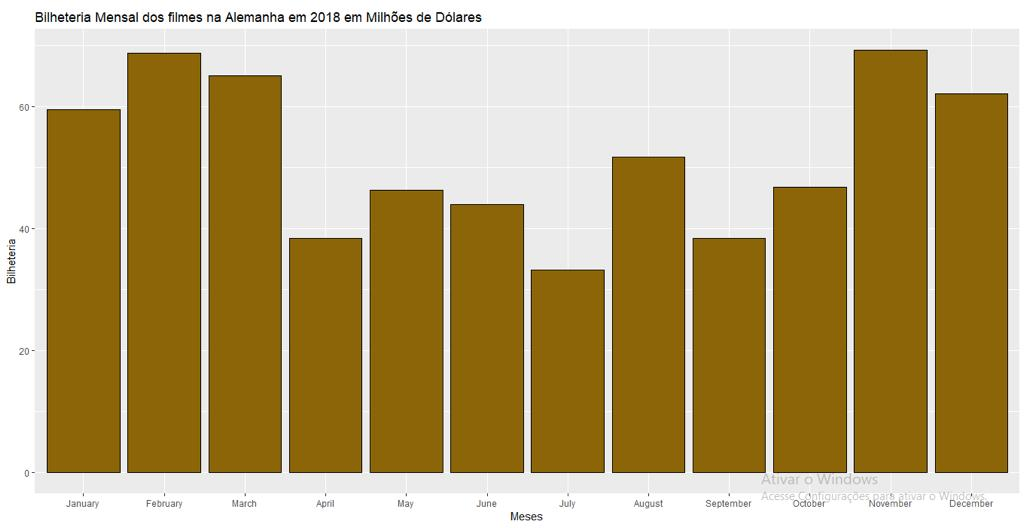 Bilheteria Mensal dos filmes na Alemanha em 2018 em Milhões de Dólares
60
40
20
0
Bilheteria
January February March April May June July August September October November December
Meses
Ativar o Windows
Acesse Configurações para ativar o Windows.